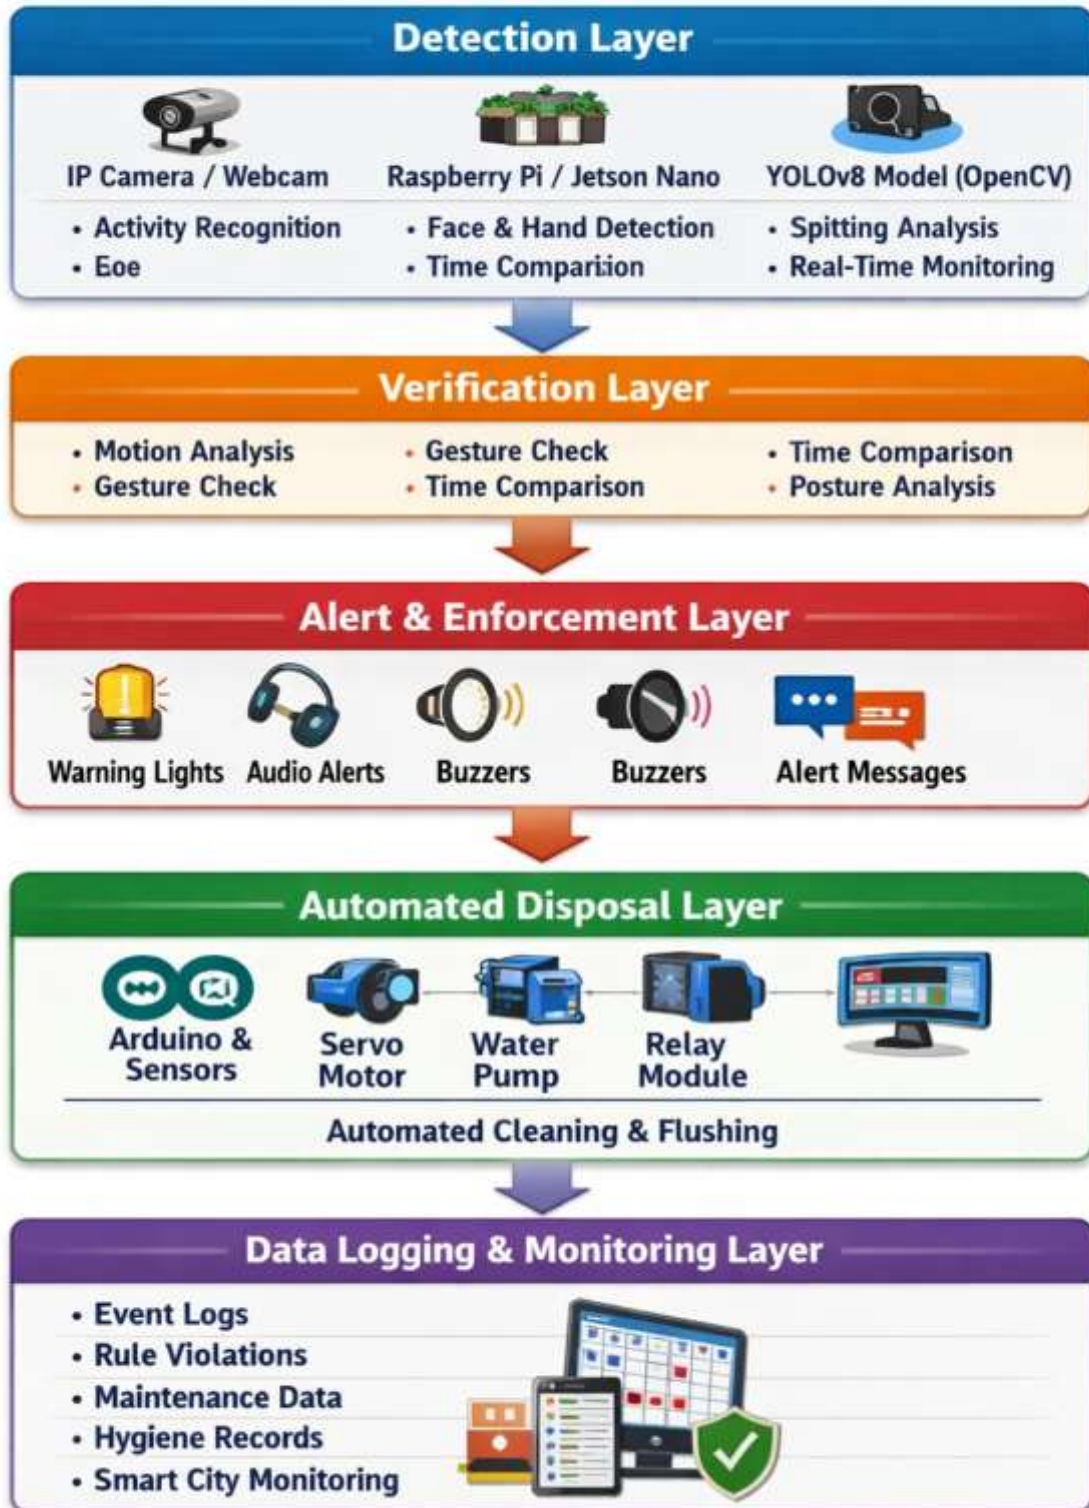 Detection Layer
IP Camera / Webcam
Raspberry Pi / Jetson Nano
YOLOv8 Model (OpenCV)
• Activity Recognition
• Eoe
• Face & Hand Detection
• Time Comparision
• Spitting Analysis
• Real-Time Monitoring
Verification Layer
• Motion Analysis
• Gesture Check
• Gesture Check
• Time Comparison
• Time Comparison
• Posture Analysis
Alert & Enforcement Layer
Warning Lights
Audio Alerts
Buzzers
Buzzers
Alert Messages
Automated Disposal Layer
Arduino &
Sensors
Servo
Motor
Water
Pump
Relay
Module
Automated Cleaning & Flushing
Data Logging & Monitoring Layer
• Event Logs
• Rule Violations
• Maintenance Data
• Hygiene Records
• Smart City Monitoring